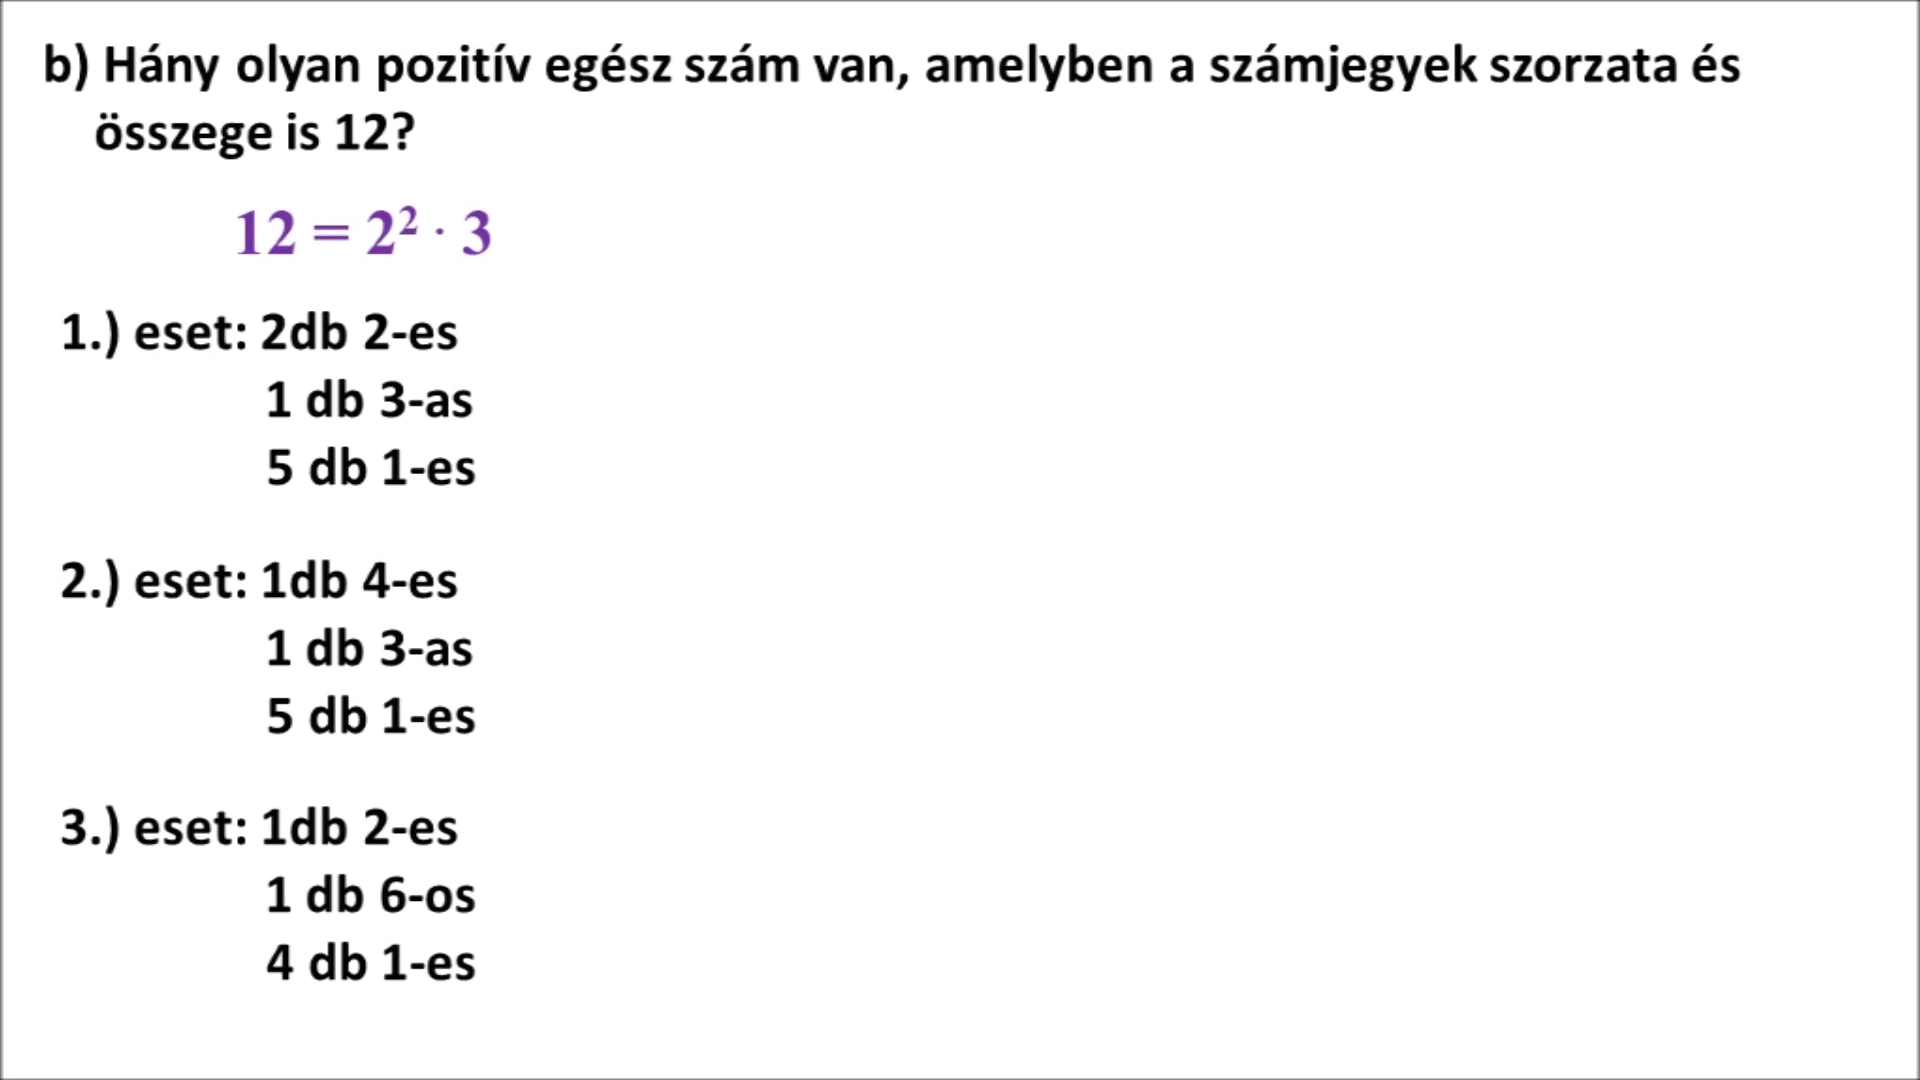 b) Hány olyan pozitív egész szám van, amelyben a számjegyek szorzata és
összege is 12?
12 = 2² · 3
1.) eset: 2db 2-es
1 db 3-as
5 db 1-es
2.) eset: 1db 4-es
1 db 3-as
5 db 1-es
3.) eset: 1db 2-es
1 db 6-os
4 db 1-es